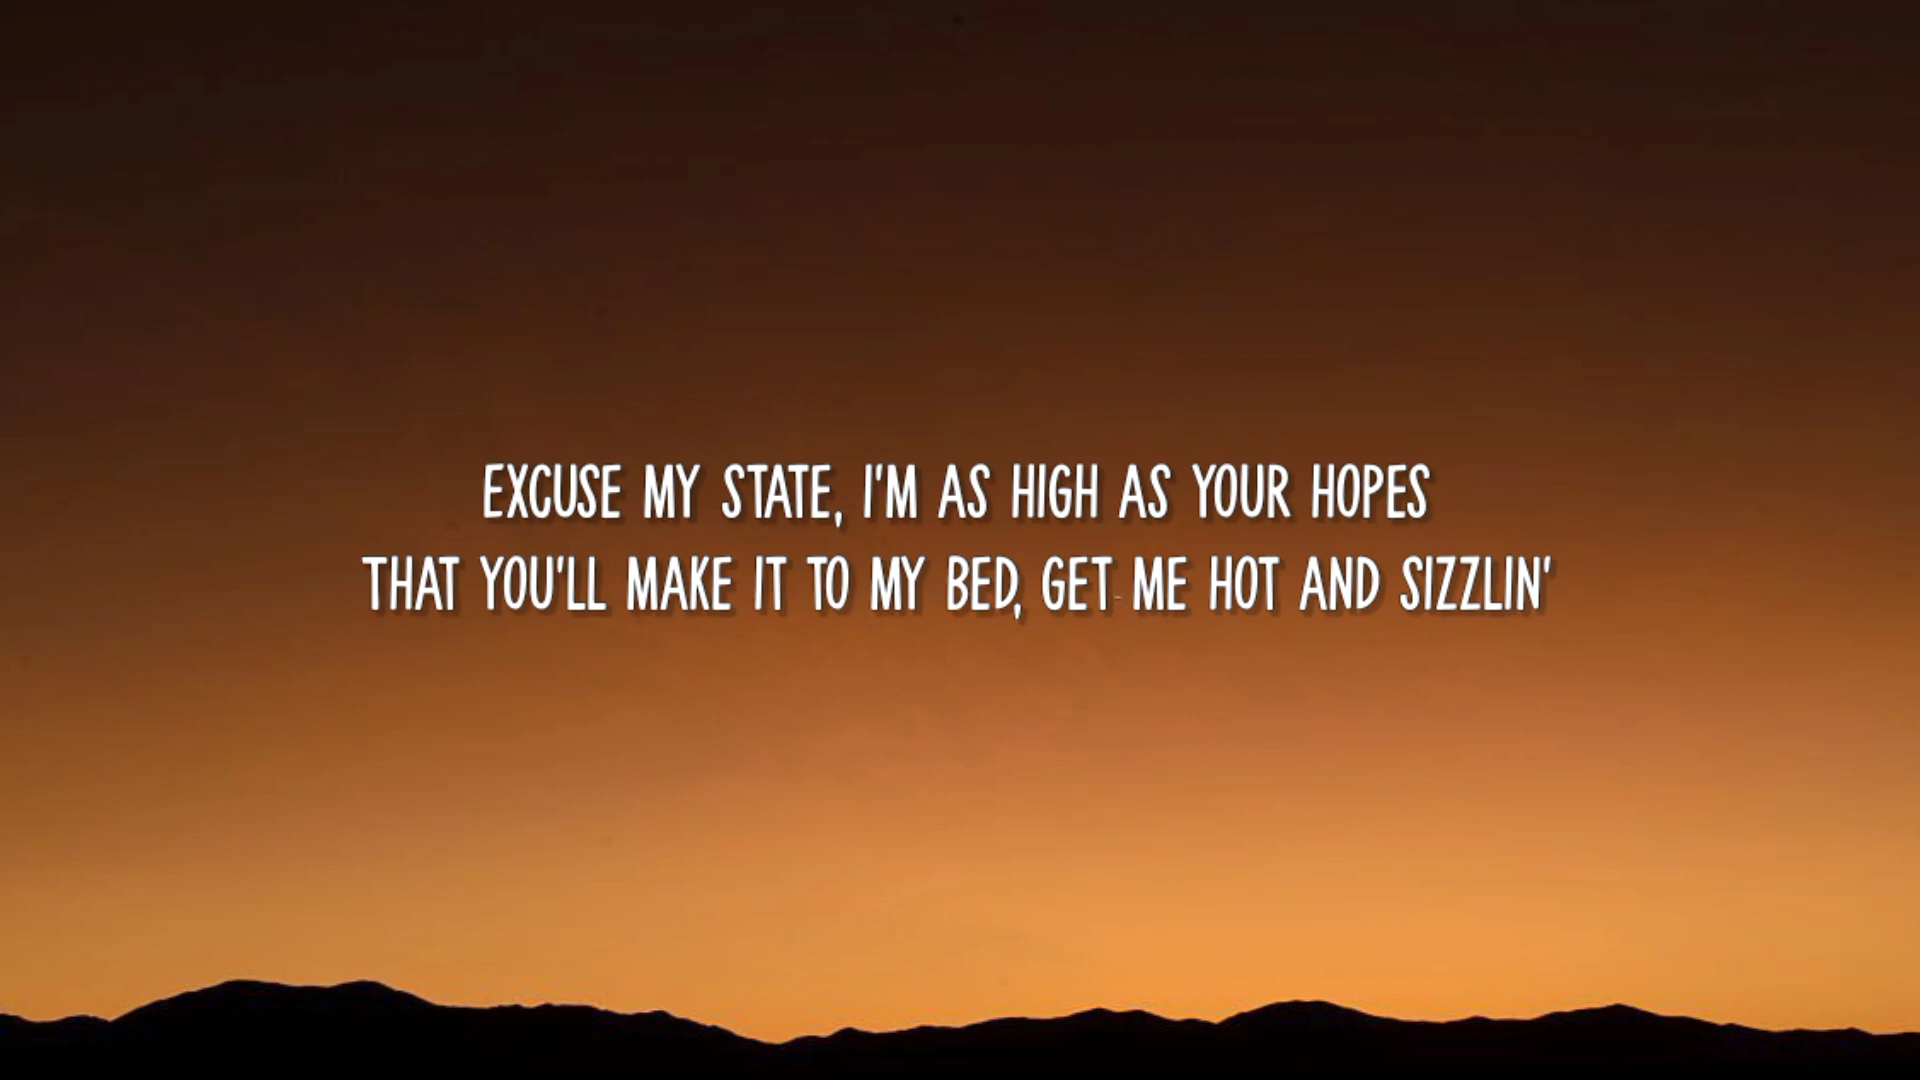 EXCUSE MY STATE, I'M AS HIGH AS YOUR HOPES
THAT YOU'LL MAKE IT TO MY BED, GET ME HOT AND SIZZLIN'